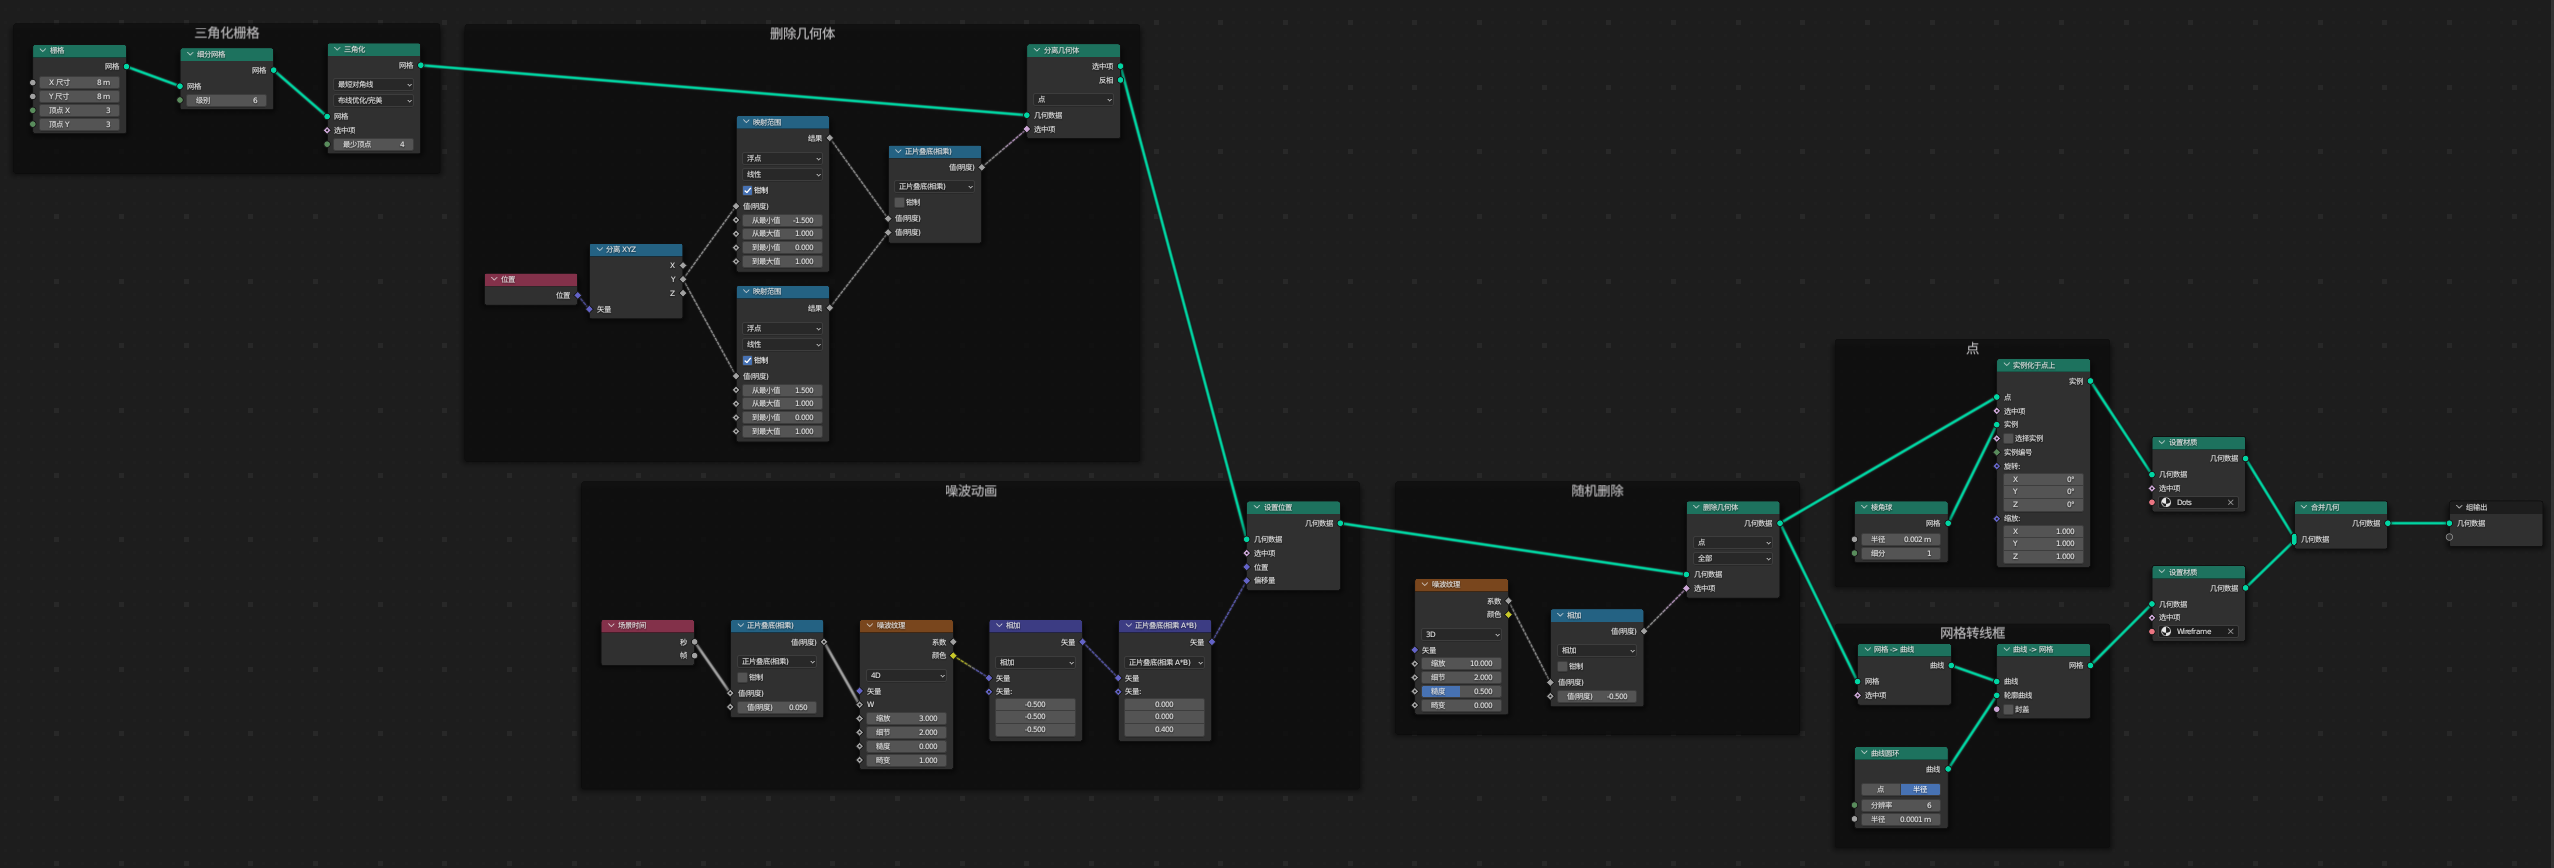 三角化栅格
栅格
网格
X 尺寸 8 m
Y 尺寸 8 m
顶点 X 3
顶点 Y 3
细分网格
网格
网格
级别 6
三角化
网格
最短对角线
布线优化/完美
网格
选中项
最少顶点 4
删除几何体
位置
位置
分离 XYZ
X
Y
Z
矢量
映射范围
结果
浮点
线性
钳制
值(明度)
从最小值 -1.500
从最大值 1.000
到最小值 0.000
到最大值 1.000
映射范围
结果
浮点
线性
钳制
值(明度)
从最小值 1.500
从最大值 1.000
到最小值 0.000
到最大值 1.000
正片叠底(相乘)
值(明度)
正片叠底(相乘)
钳制
值(明度)
值(明度)
分离几何体
选中项
反相
点
几何数据
选中项
噪波动画
场景时间
秒
帧
正片叠底(相乘)
值(明度)
正片叠底(相乘)
钳制
值(明度)
值(明度) 0.050
噪波纹理
系数
颜色
4D
矢量
W
缩放 3.000
细节 2.000
糙度 0.000
畸变 1.000
相加
矢量
相加
矢量
矢量:
-0.500
-0.500
-0.500
正片叠底(相乘 A*B)
矢量
正片叠底(相乘 A*B)
矢量
矢量:
0.000
0.000
0.400
设置位置
几何数据
几何数据
选中项
位置
偏移量
随机删除
噪波纹理
系数
颜色
3D
矢量
缩放 10.000
细节 2.000
糙度 0.500
畸变 0.000
相加
值(明度)
相加
钳制
值(明度)
值(明度) -0.500
删除几何体
几何数据
点
全部
几何数据
选中项
点
棱角球
网格
半径 0.002 m
细分 1
实例化于点上
实例
点
选中项
实例
选择实例
实例编号
旋转:
X 0°
Y 0°
Z 0°
缩放:
X 1.000
Y 1.000
Z 1.000
网格转线框
网格 -> 曲线
曲线
网格
选中项
曲线 -> 网格
网格
曲线
轮廓曲线
封盖
曲线圆环
曲线
点 半径
分辨率 6
半径 0.0001 m
设置材质
几何数据
几何数据
选中项
Dots
设置材质
几何数据
几何数据
选中项
Wireframe
合并几何
几何数据
几何数据
组输出
几何数据